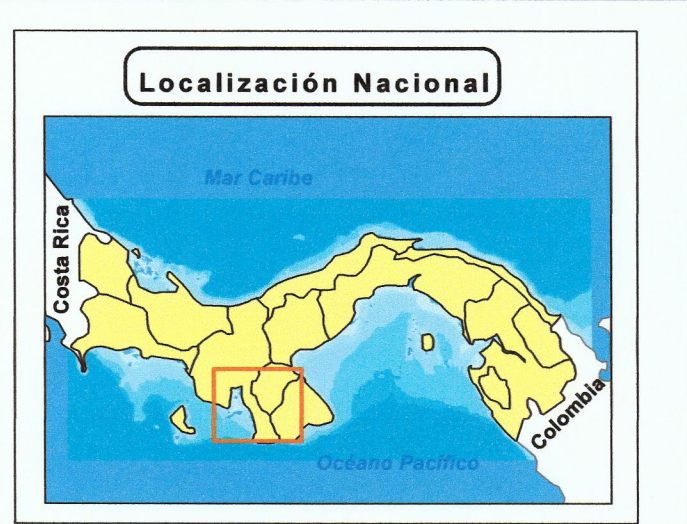 Localización Nacional
Mar Caribe
Costa Rica
Colombia
Océano Pacífico